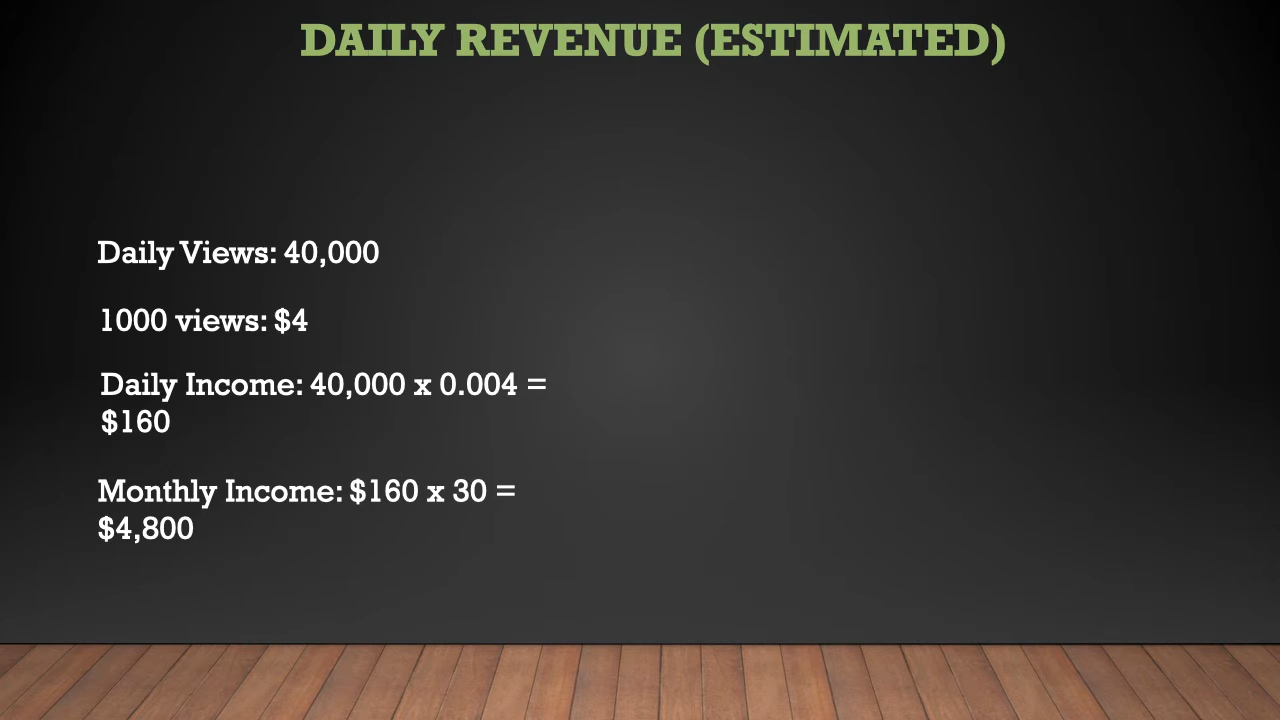 DAILY REVENUE (ESTIMATED)
Daily Views: 40,000
1000 views: $4
Daily Income: 40,000 x 0.004 =
$160
Monthly Income: $160 x 30 =
$4,800